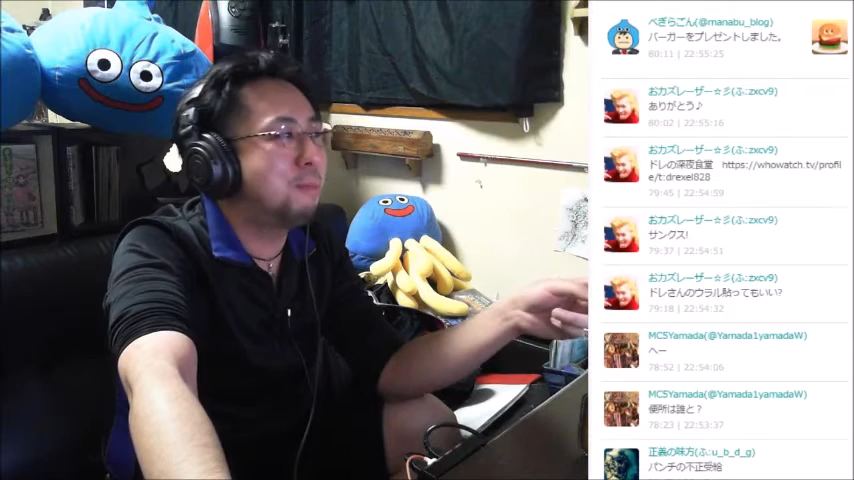 べぎらごん(@manabu_blog)
バーガーをプレゼントしました。
80:11 | 22:55:25
おカズレーザー☆彡(ふ:zxcv9)
ありがとう♪
80:02 | 22:55:16
おカズレーザー☆彡(ふ:zxcv9)
ドレの深夜食堂 https://whowatch.tv/profil
e/t:drexel828
79:45 | 22:54:59
おカズレーザー☆彡(ふ:zxcv9)
サンクス!
79:37 | 22:54:51
おカズレーザー☆彡(ふ:zxcv9)
ドレさんのウラル貼ってもいい?
79:18 | 22:54:32
MC5Yamada(@Yamada1yamadaW)
へー
78:52 | 22:54:06
MC5Yamada(@Yamada1yamadaW)
便所は誰と?
78:23 | 22:53:37
正義の味方(ふ:u_b_d_g)
パンチの不正受給